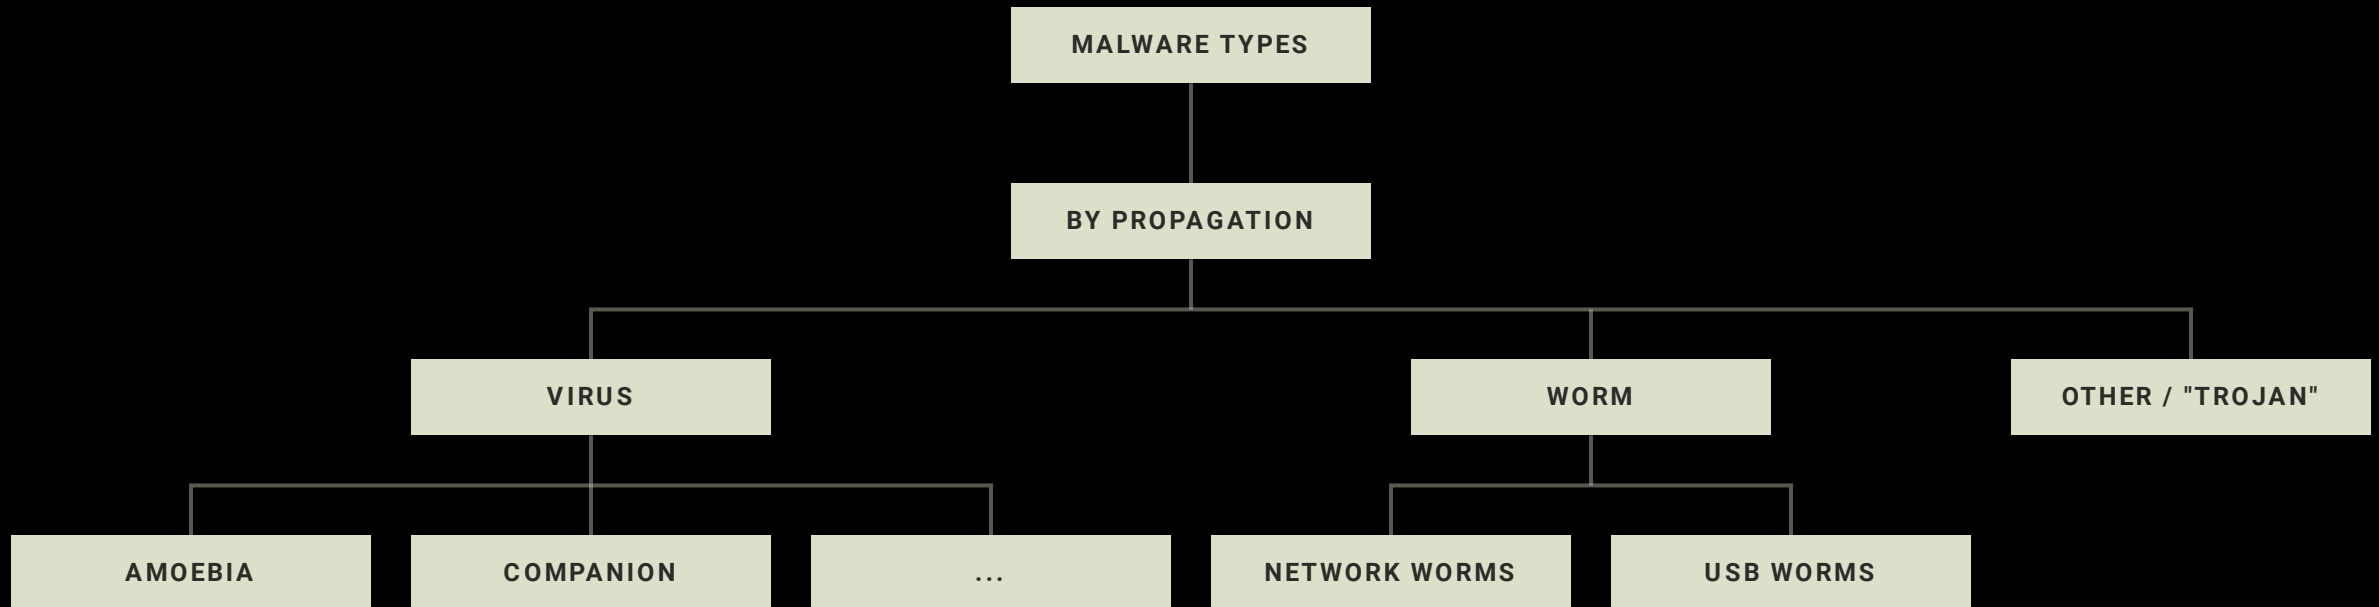 MALWARE TYPES
BY PROPAGATION
VIRUS
WORM
OTHER / "TROJAN"
AMOEBIA
COMPANION
...
NETWORK WORMS
USB WORMS